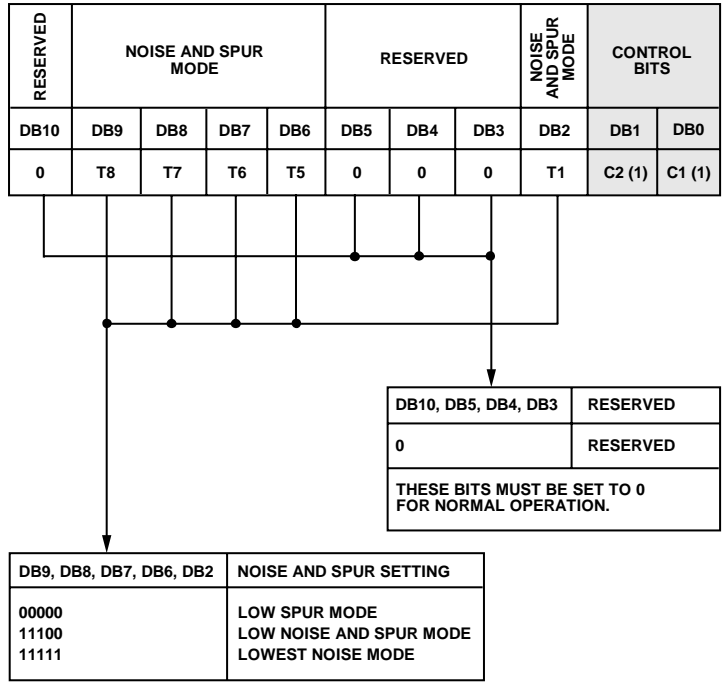 RESERVED
NOISE AND SPUR
MODE
RESERVED
NOISE
AND SPUR
MODE
CONTROL
BITS
DB10 DB9 DB8 DB7 DB6 DB5 DB4 DB3 DB2 DB1 DB0
0 T8 T7 T6 T5 0 0 0 T1 C2 (1) C1 (1)
DB10, DB5, DB4, DB3 RESERVED
0 RESERVED
THESE BITS MUST BE SET TO 0
FOR NORMAL OPERATION.
DB9, DB8, DB7, DB6, DB2 NOISE AND SPUR SETTING
00000 LOW SPUR MODE
11100 LOW NOISE AND SPUR MODE
11111 LOWEST NOISE MODE